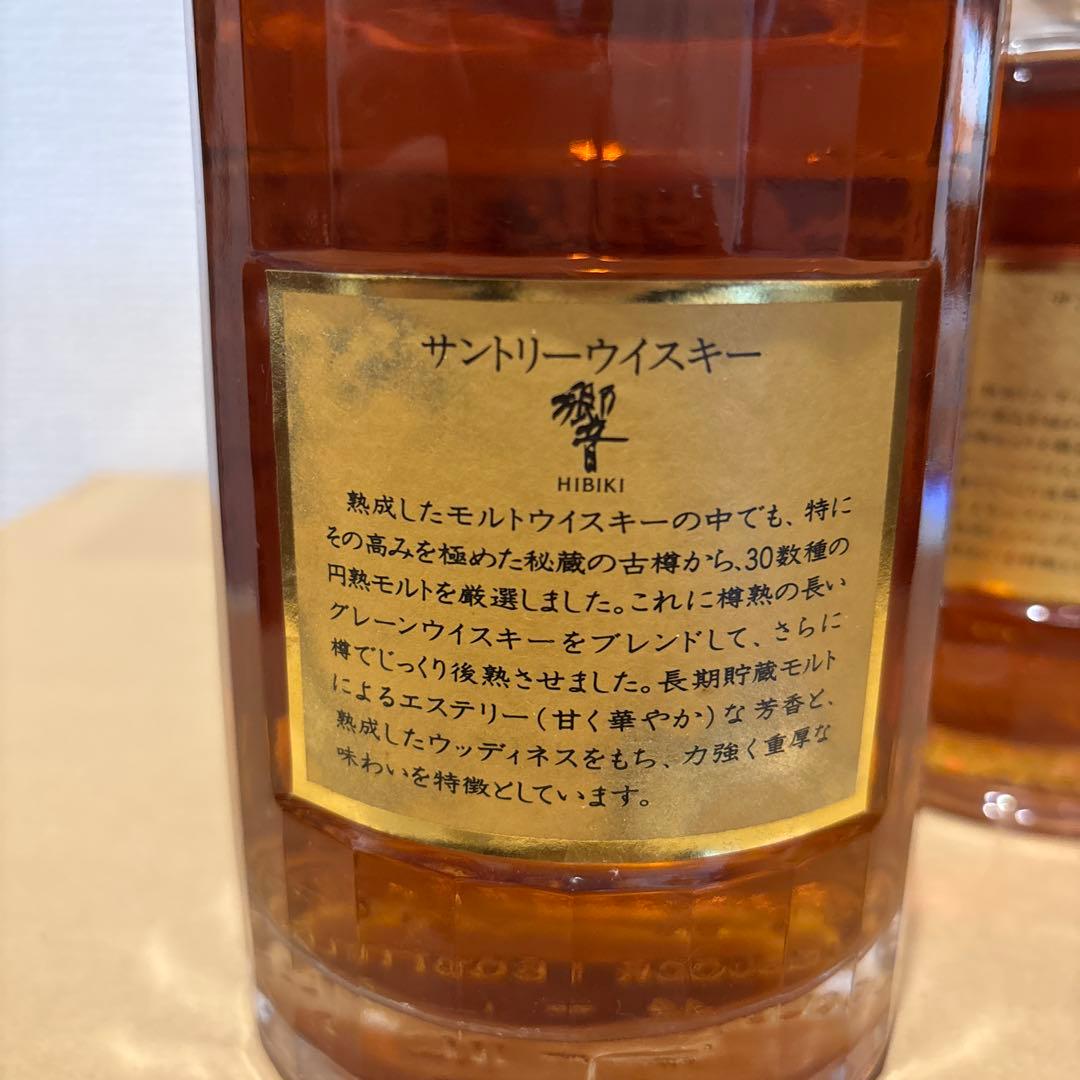 サントリーウイスキー
響
HIBIKI
熟成したモルトウイスキーの中でも、特に
その高みを極めた秘蔵の古樽から、30数種の
円熟モルトを厳選しました。これに樽熟の長い
グレーンウイスキーをブレンドして、さらに
樽でじっくり後熟させました。長期貯蔵モルト
によるエステリー(甘く華やか)な芳香と、
熟成したウッディネスをもち、力強く重厚な
味わいを特徴としています。